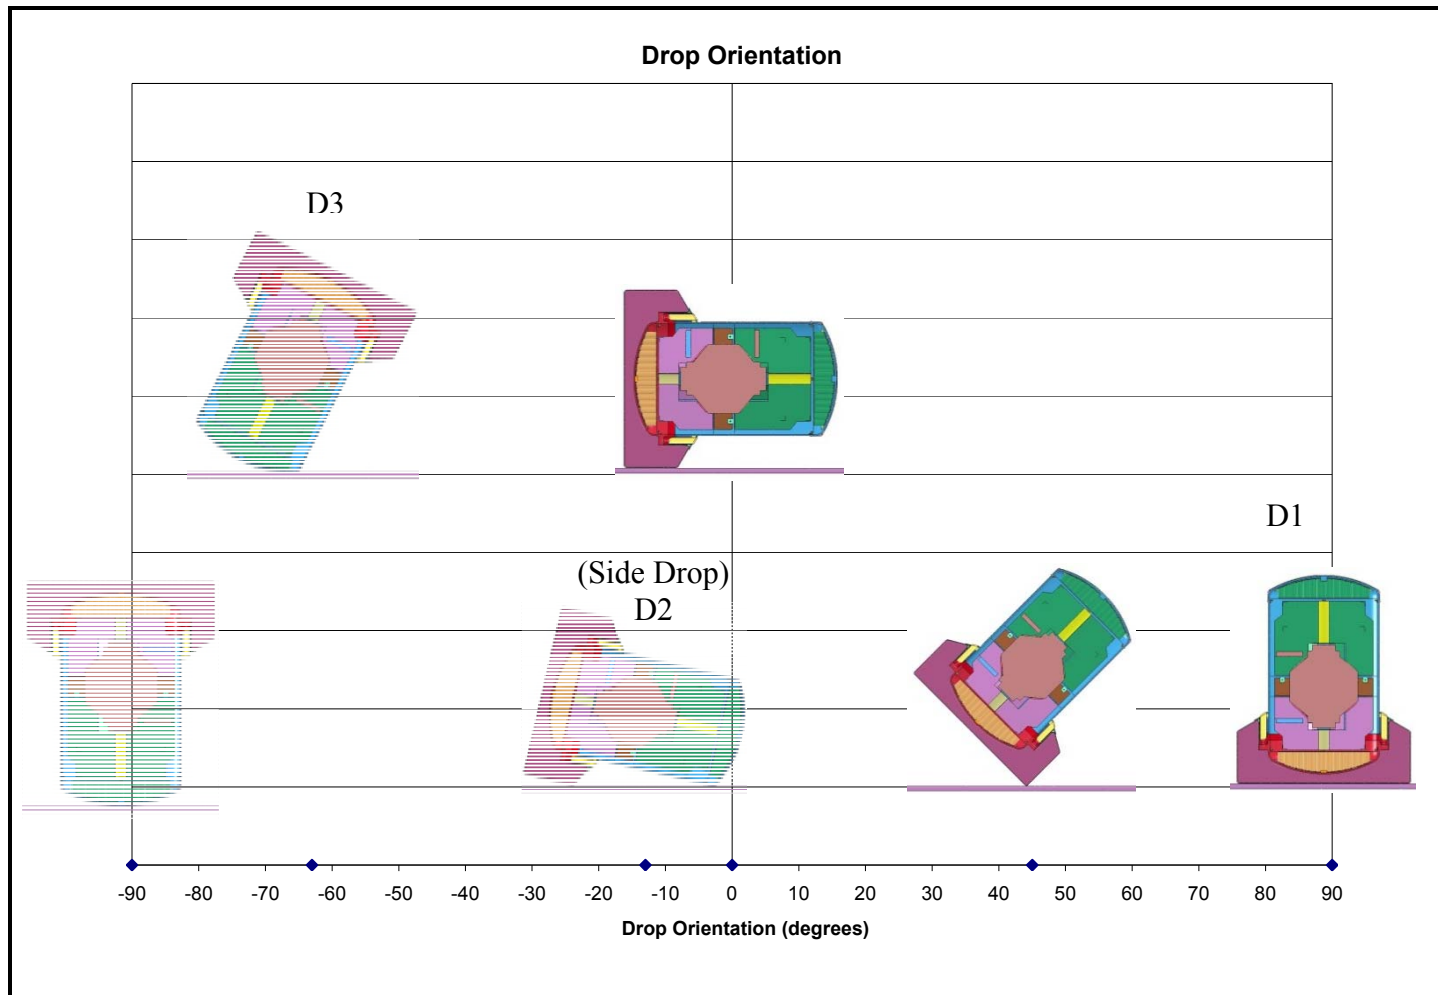 Drop Orientation
D3
D1
(Side Drop)
D2
-90 -80 -70 -60 -50 -40 -30 -20 -10 0 10 20 30 40 50 60 70 80 90
Drop Orientation (degrees)